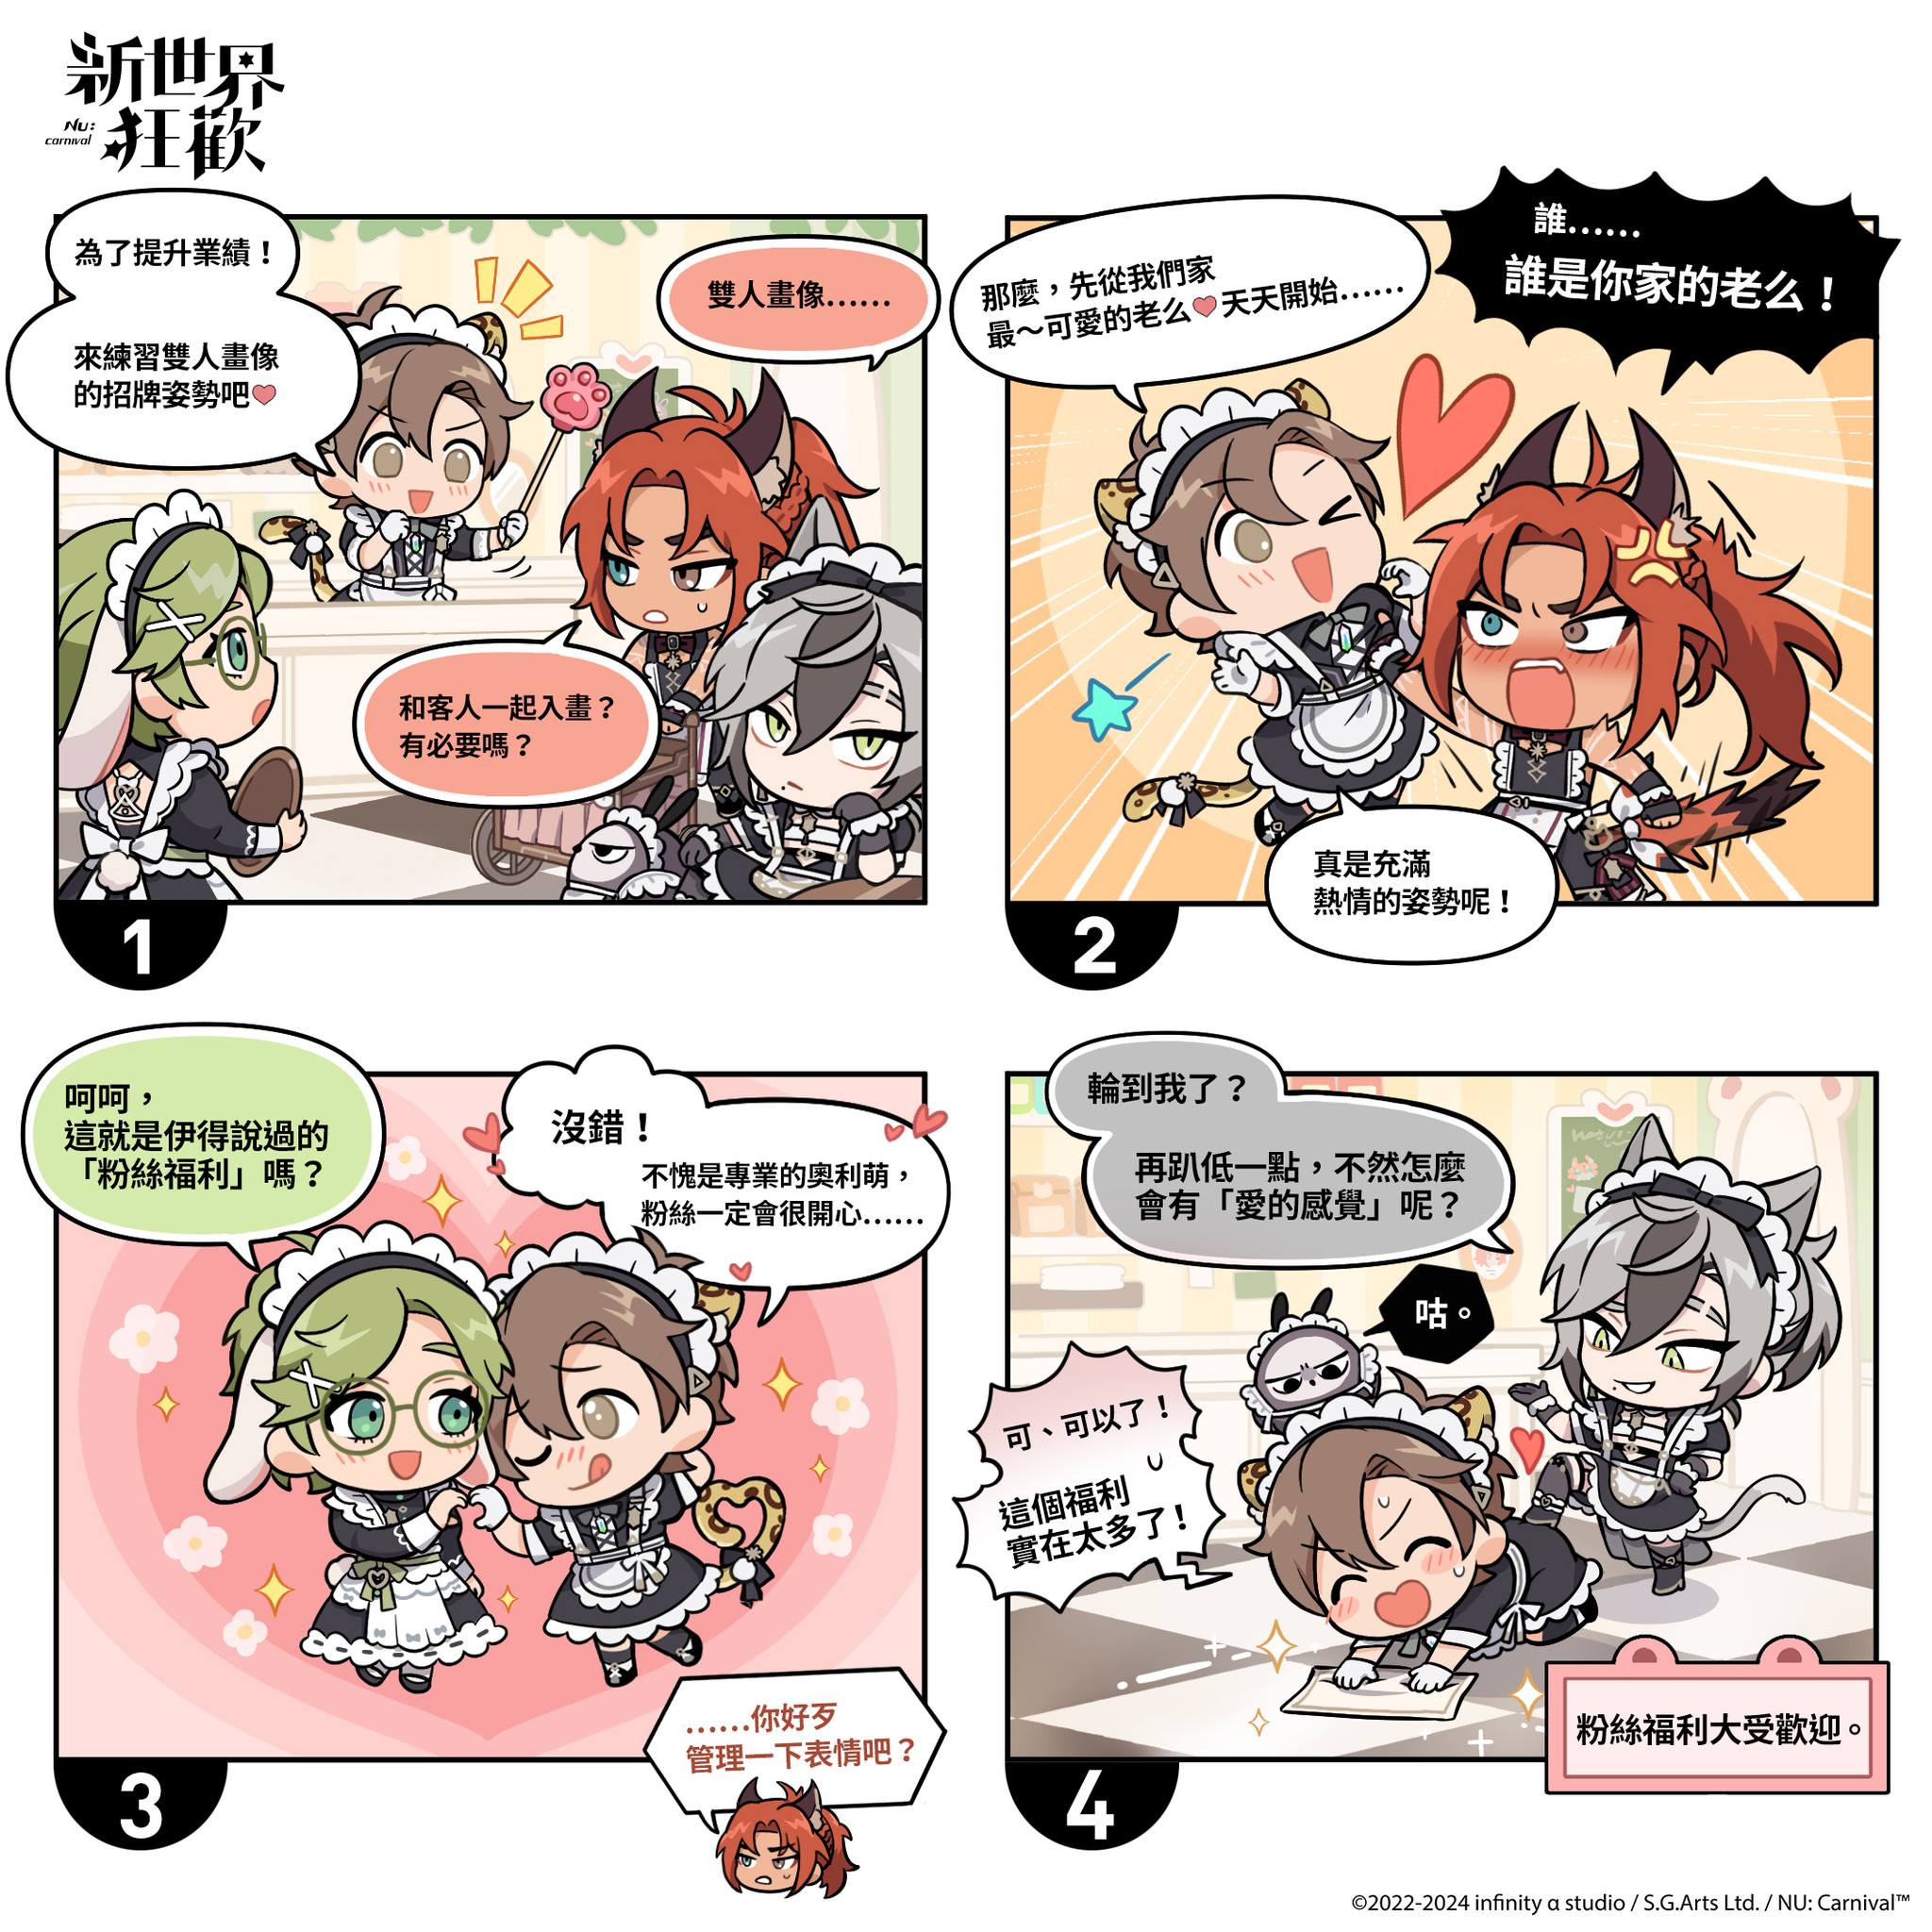 新世界
狂歡
Nu:
carnival
為了提升業績！
來練習雙人畫像
的招牌姿勢吧
雙人畫像……
和客人一起入畫？
有必要嗎？
1
那麼，先從我們家
最～可愛的老么天天開始……
誰……
誰是你家的老么！
真是充滿
熱情的姿勢呢！
2
呵呵，
這就是伊得說過的
「粉絲福利」嗎？
沒錯！
不愧是專業的奧利萌，
粉絲一定會很開心……
……你好歹
管理一下表情吧？
3
輪到我了？
再趴低一點，不然怎麼
會有「愛的感覺」呢？
咕。
可、可以了！
這個福利
實在太多了！
粉絲福利大受歡迎。
4
©2022-2024 infinity α studio / S.G.Arts Ltd. / NU: Carnival™